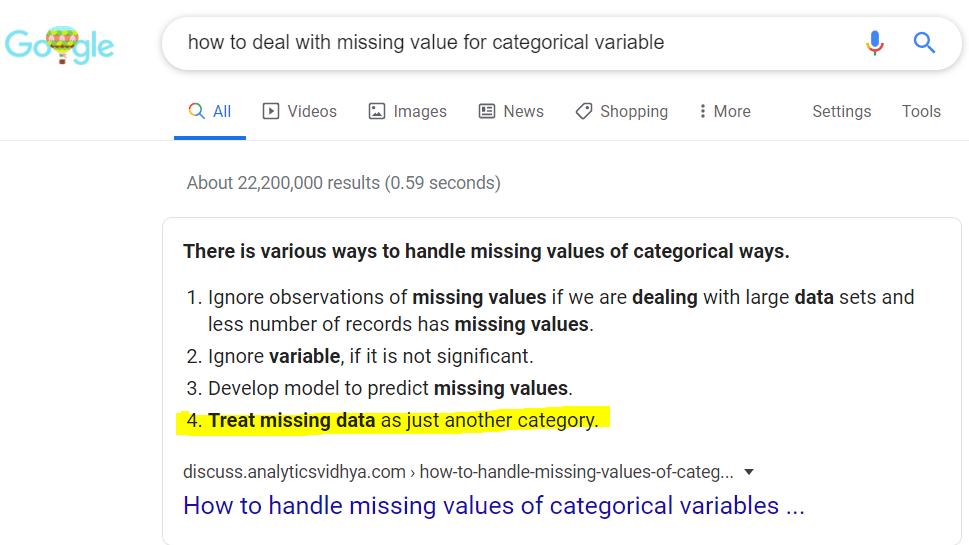 Google
how to deal with missing value for categorical variable
All Videos Images News Shopping More Settings Tools
About 22,200,000 results (0.59 seconds)
There is various ways to handle missing values of categorical ways.
1. Ignore observations of missing values if we are dealing with large data sets and
less number of records has missing values.
2. Ignore variable, if it is not significant.
3. Develop model to predict missing values.
4. Treat missing data as just another category.
discuss.analyticsvidhya.com › how-to-handle-missing-values-of-categ...
How to handle missing values of categorical variables ...